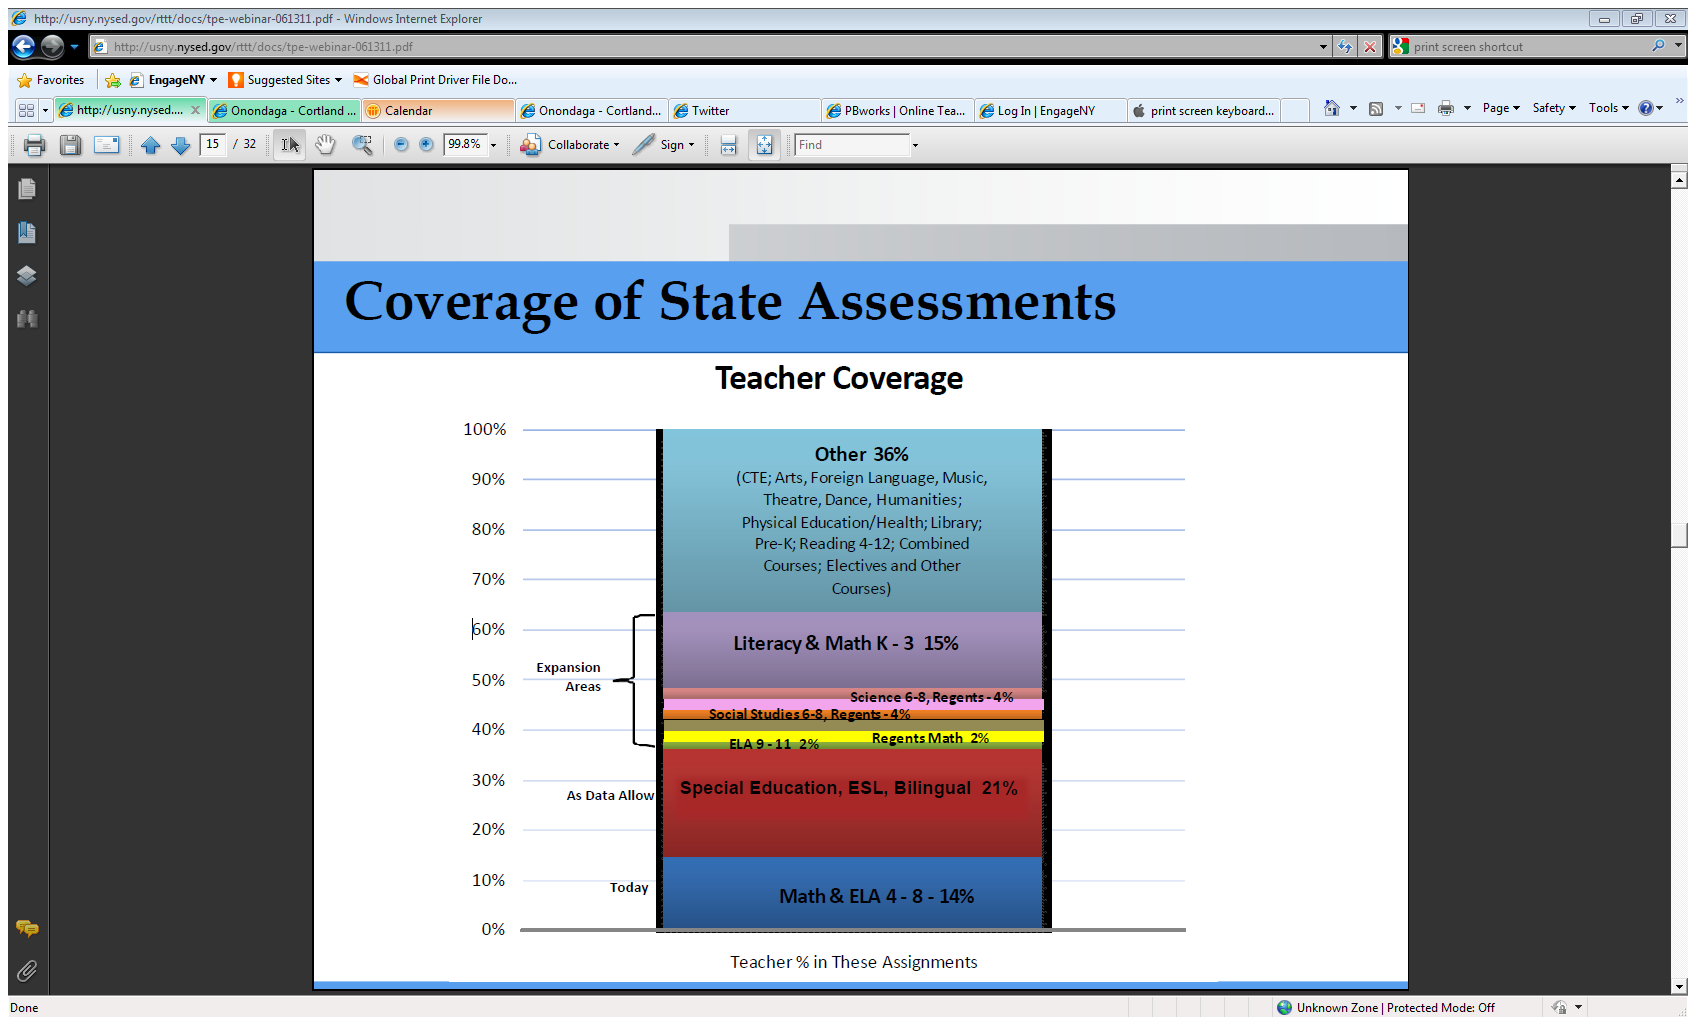 http://usny.nysed.gov/rttt/docs/tpe-webinar-061311.pdf - Windows Internet Explorer
http://usny.nysed.gov/rttt/docs/tpe-webinar-061311.pdf
print screen shortcut
Favorites EngageNY Suggested Sites Global Print Driver File Do...
http://usny.nysed.... Onondaga - Cortland ... Calendar Onondaga - Cortland... Twitter PBworks | Online Tea... Log In | EngageNY print screen keyboard... Page Safety Tools
15 / 32 99.8% Collaborate Sign Find
Coverage of State Assessments
Teacher Coverage
100%
90%
80%
70%
60%
50%
40%
30%
20%
10%
0%
Other 36%
(CTE; Arts, Foreign Language, Music,
Theatre, Dance, Humanities;
Physical Education/Health; Library;
Pre-K; Reading 4-12; Combined
Courses; Electives and Other
Courses)
Literacy & Math K - 3 15%
Expansion
Areas
Science 6-8, Regents - 4%
Social Studies 6-8, Regents - 4%
Regents Math 2%
ELA 9 - 11 2%
Special Education, ESL, Bilingual 21%
As Data Allow
Today
Math & ELA 4 - 8 - 14%
Teacher % in These Assignments
Done
Unknown Zone | Protected Mode: Off